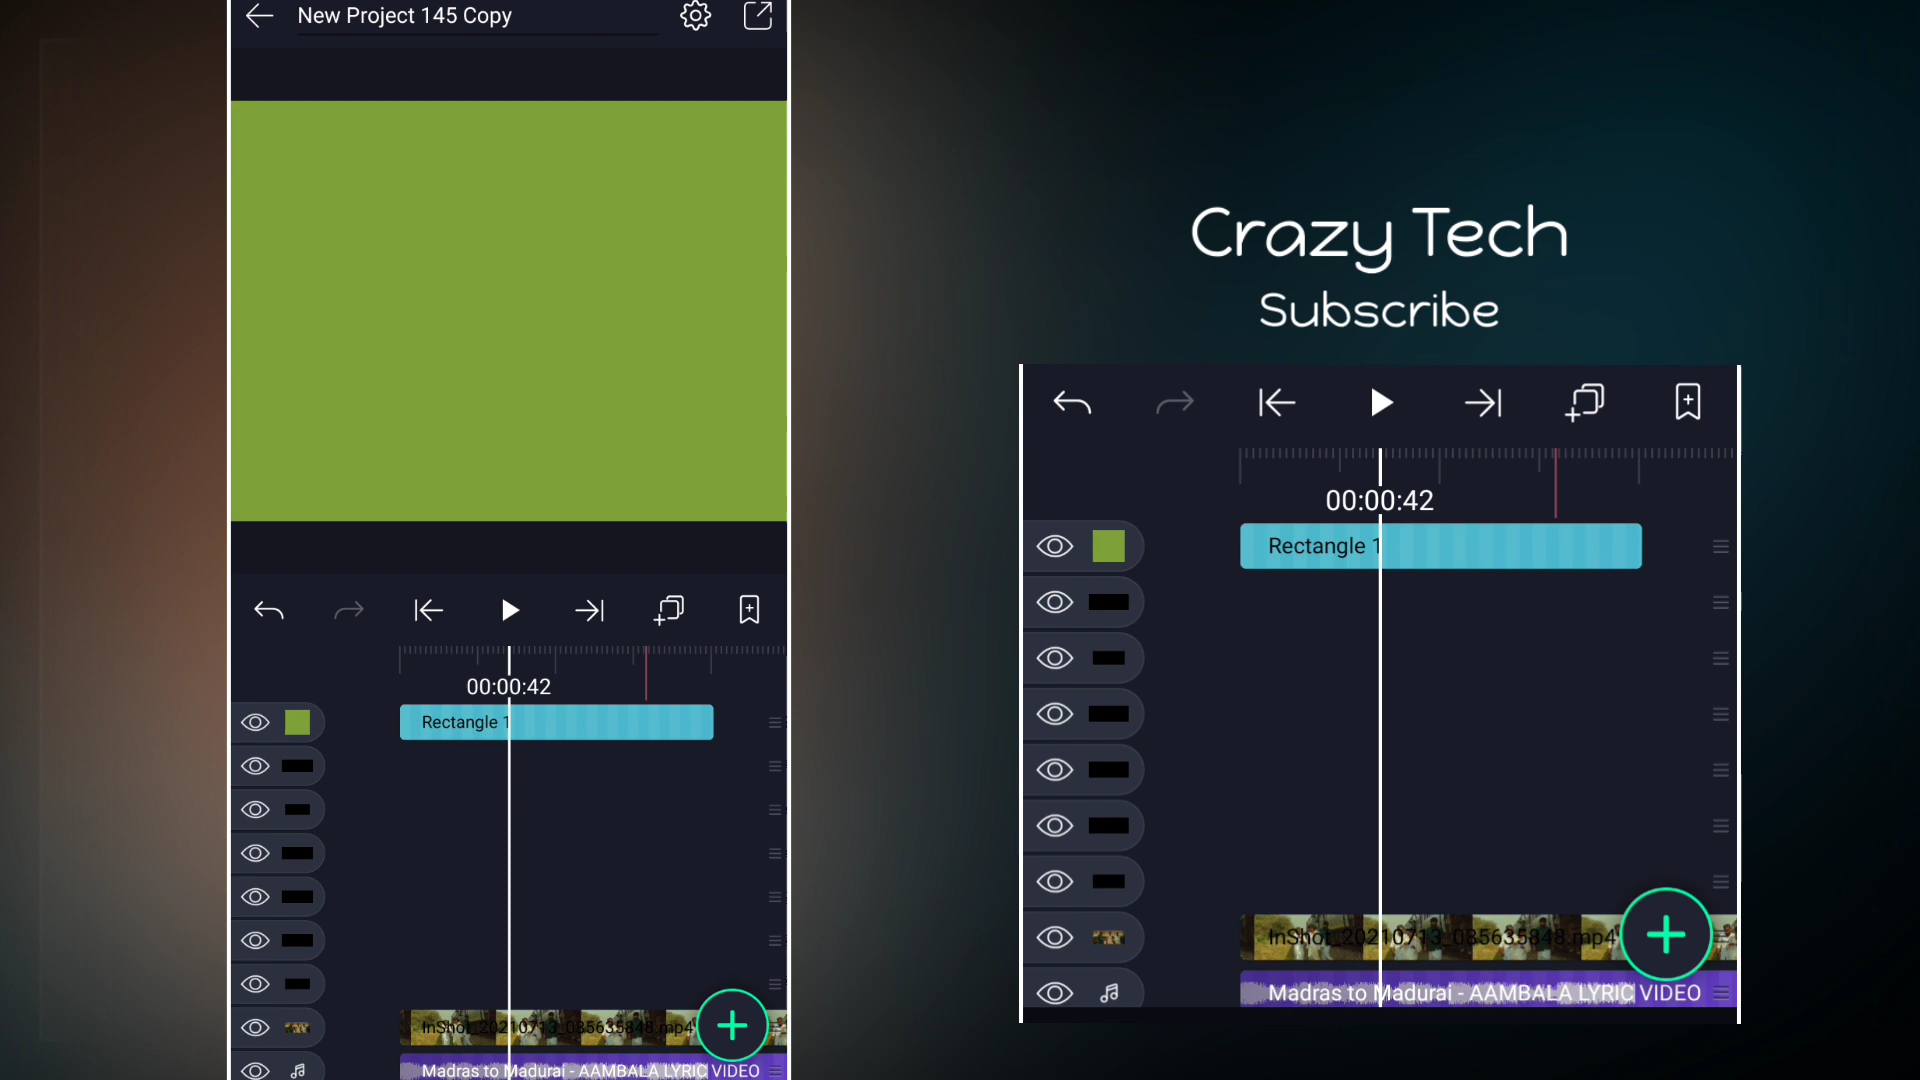 New Project 145 Copy
00:00:42
Rectangle 1
InShot_20210713_085635848.mp4
Madras to Madurai - AAMBALA LYRIC VIDEO
Crazy Tech
Subscribe
00:00:42
Rectangle 1
InShot_20210713_085635848.mp4
Madras to Madurai - AAMBALA LYRIC VIDEO